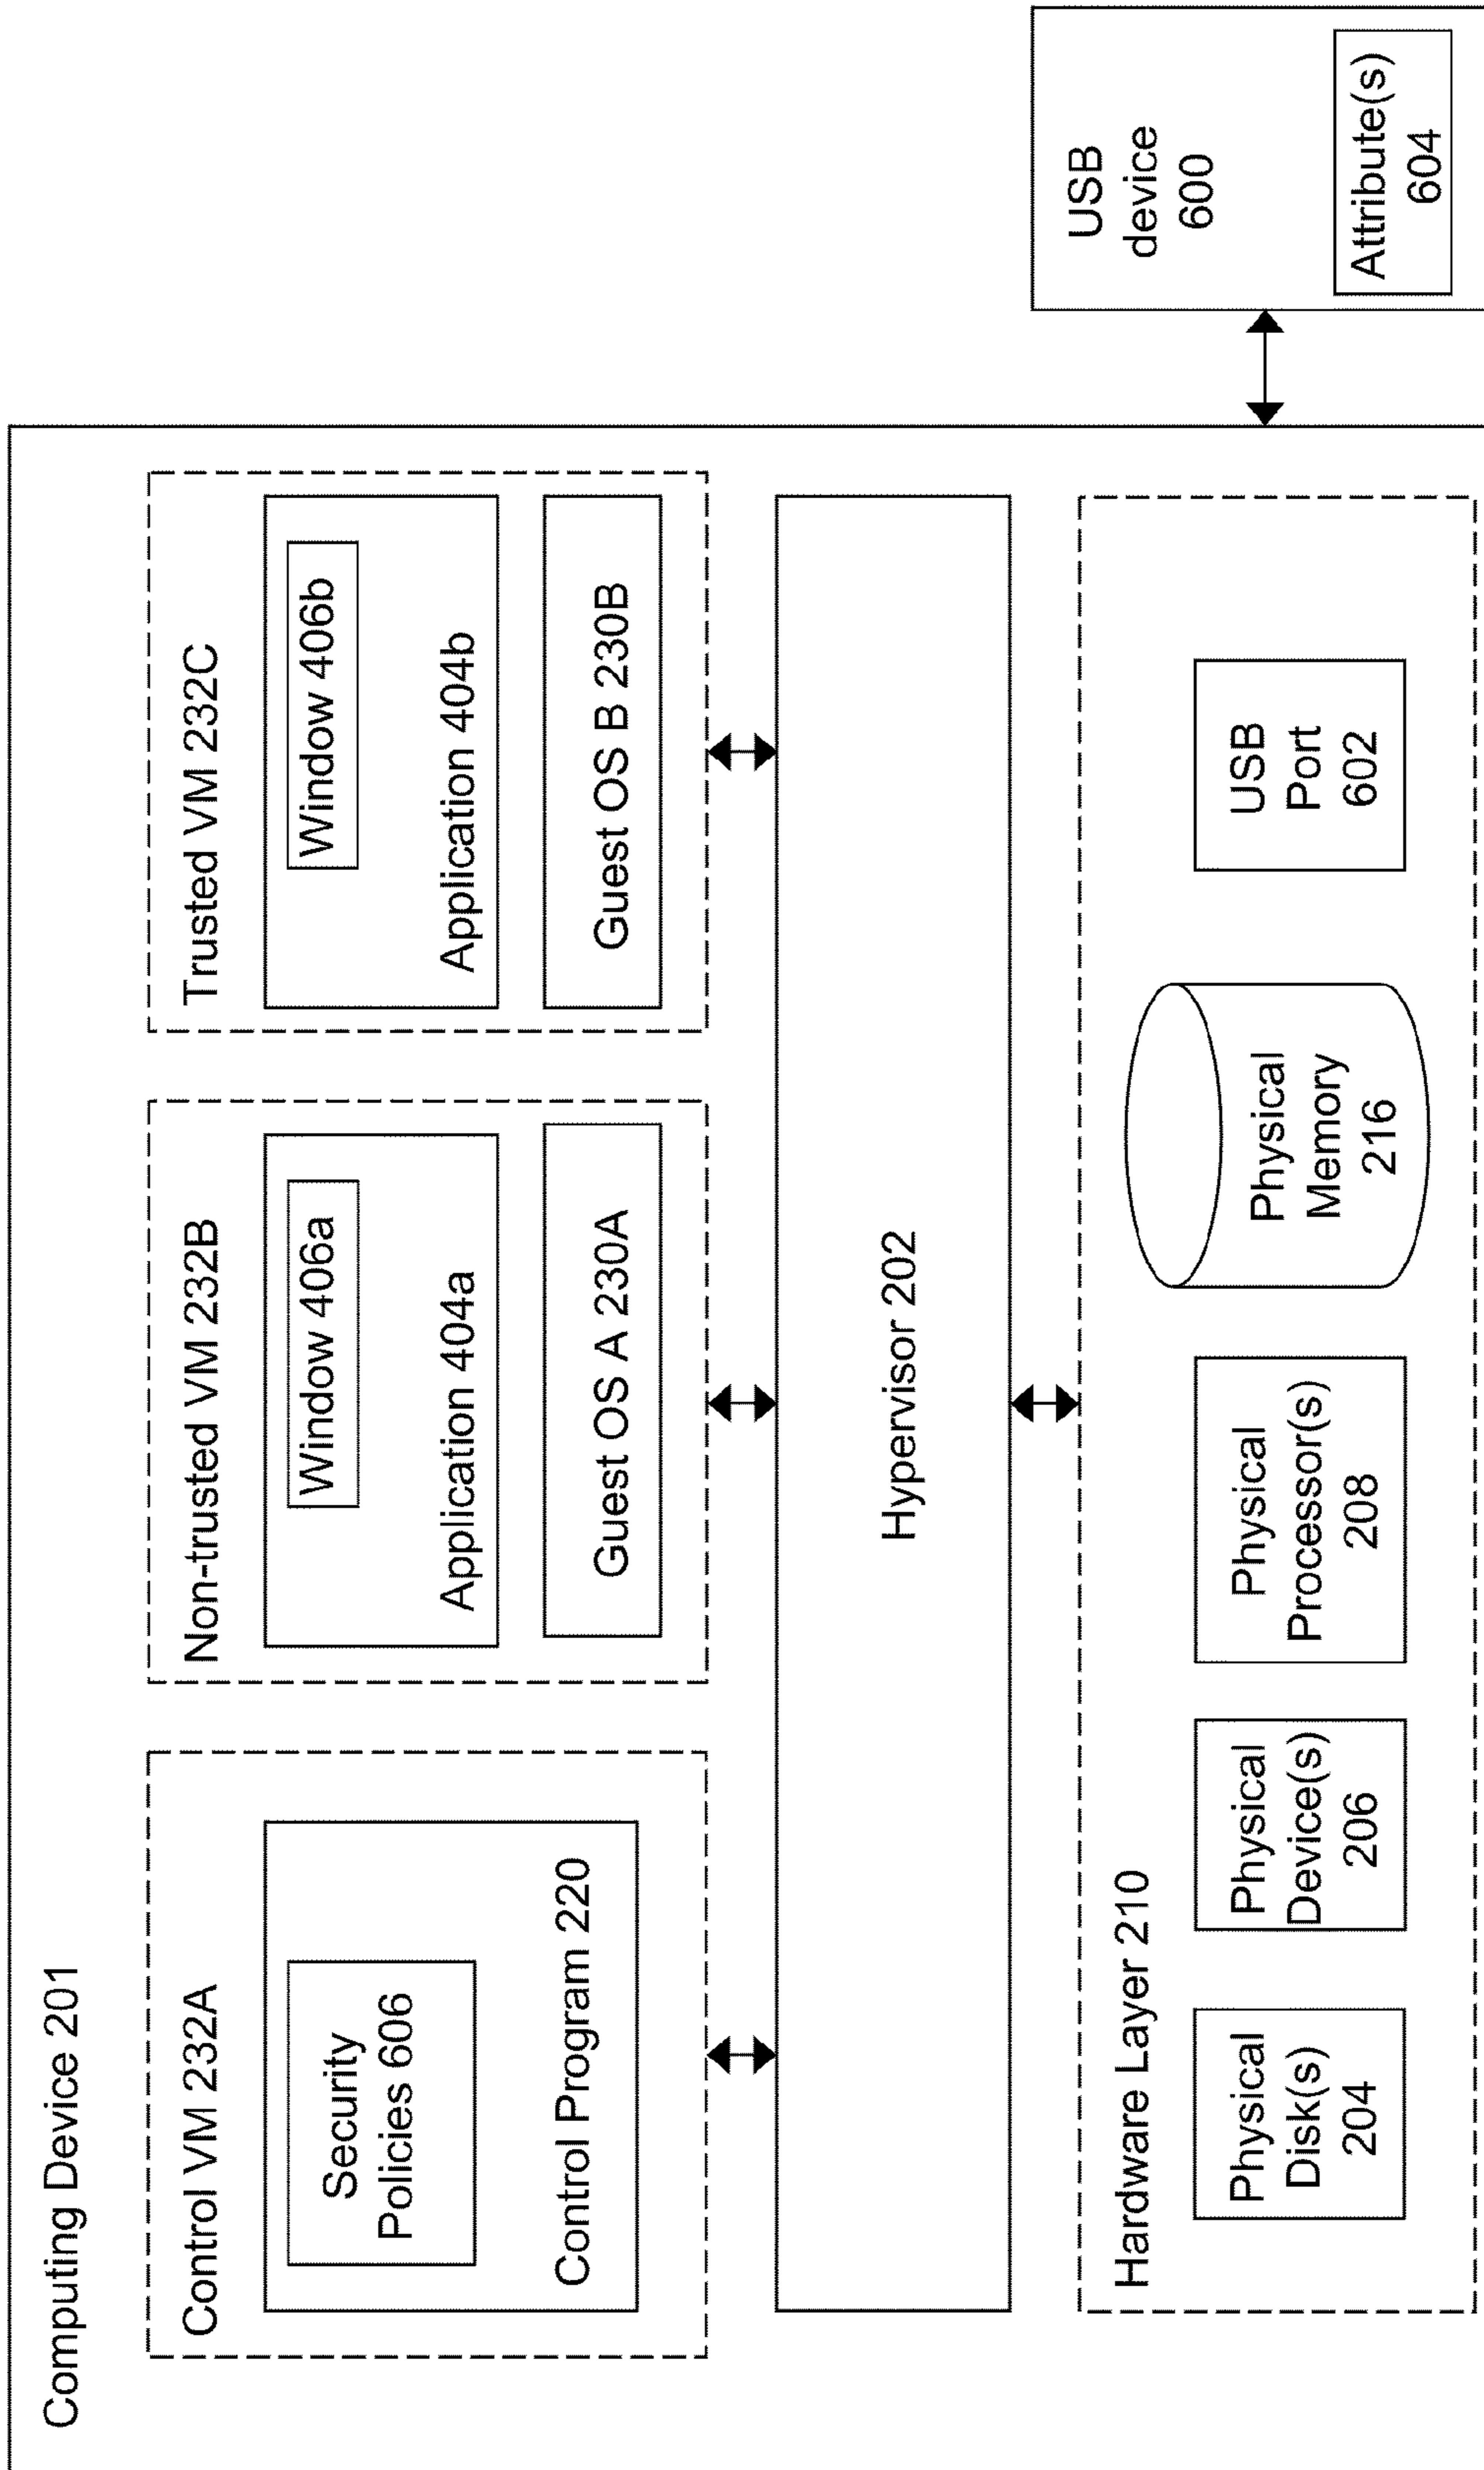 Computing Device 201
Control VM 232A
Security
Policies 606
Control Program 220
Non-trusted VM 232B
Window 406a
Application 404a
Guest OS A 230A
Trusted VM 232C
Window 406b
Application 404b
Guest OS B 230B
Hypervisor 202
Hardware Layer 210
Physical
Disk(s)
204
Physical
Device(s)
206
Physical
Processor(s)
208
Physical
Memory
216
USB
Port
602
USB
device
600
Attribute(s)
604